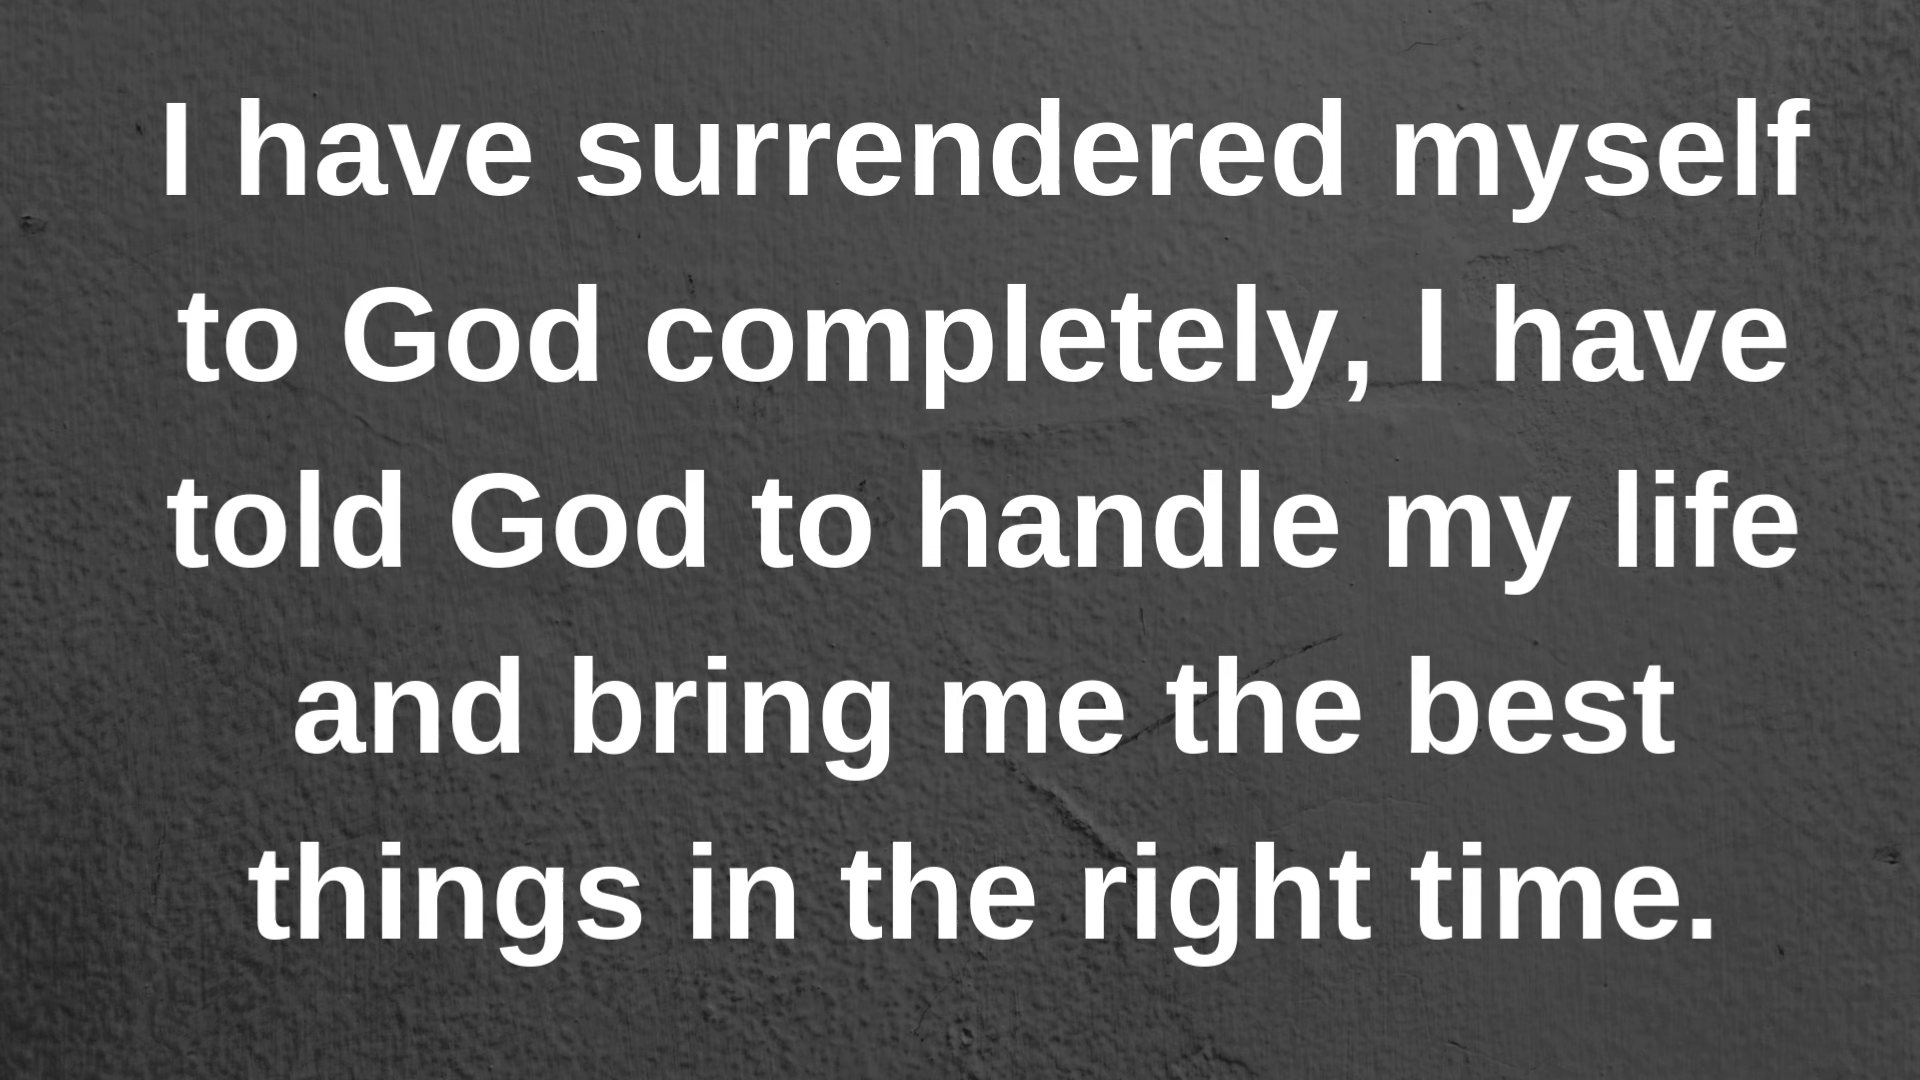 I have surrendered myself
to God completely, I have
told God to handle my life
and bring me the best
things in the right time.